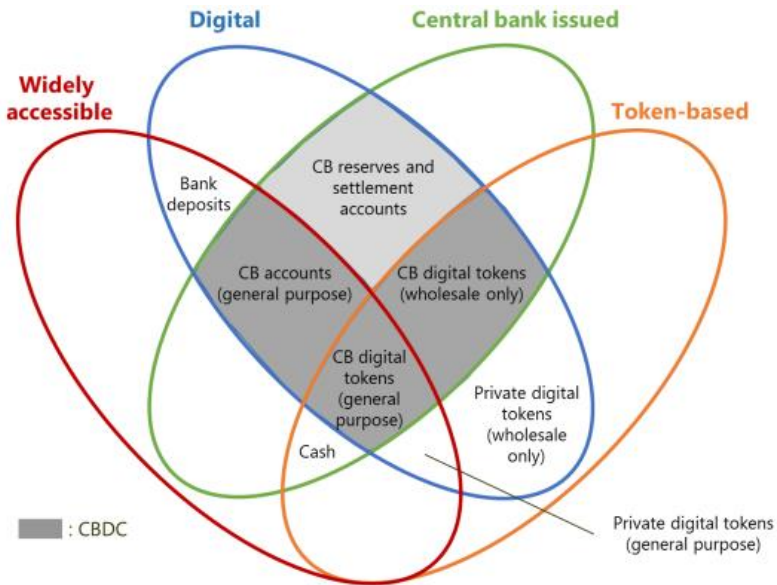 Digital
Central bank issued
Widely
accessible
Token-based
CB reserves and
settlement
accounts
Bank
deposits
CB accounts
(general purpose)
CB digital tokens
(wholesale only)
CB digital
tokens
(general
purpose)
Private digital
tokens
(wholesale
only)
Cash
: CBDC
Private digital tokens
(general purpose)